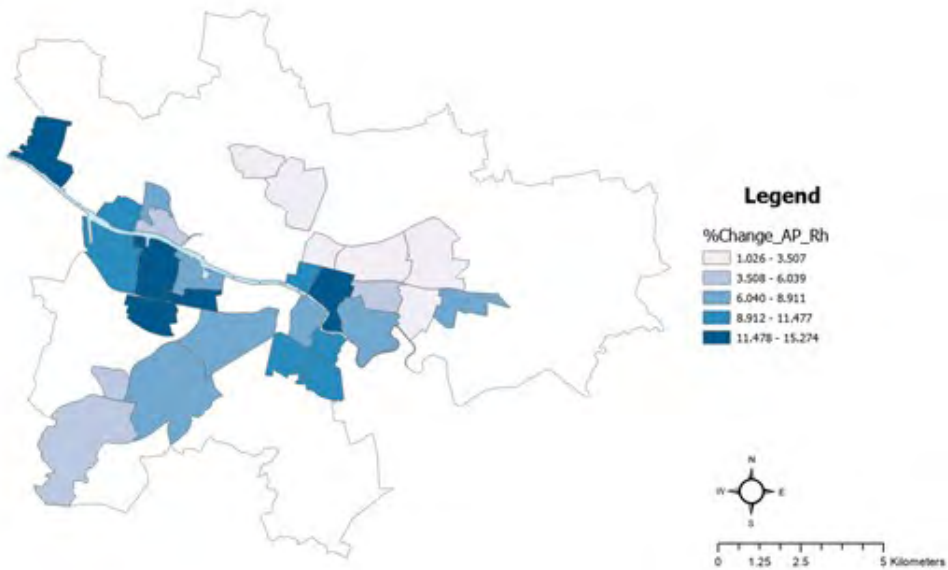 Legend
%Change_AP_Rh
1.026 - 3.507
3.508 - 6.039
6.040 - 8.911
8.912 - 11.477
11.478 - 15.274
N
W E
S
0 1.25 2.5 5 Kilometers